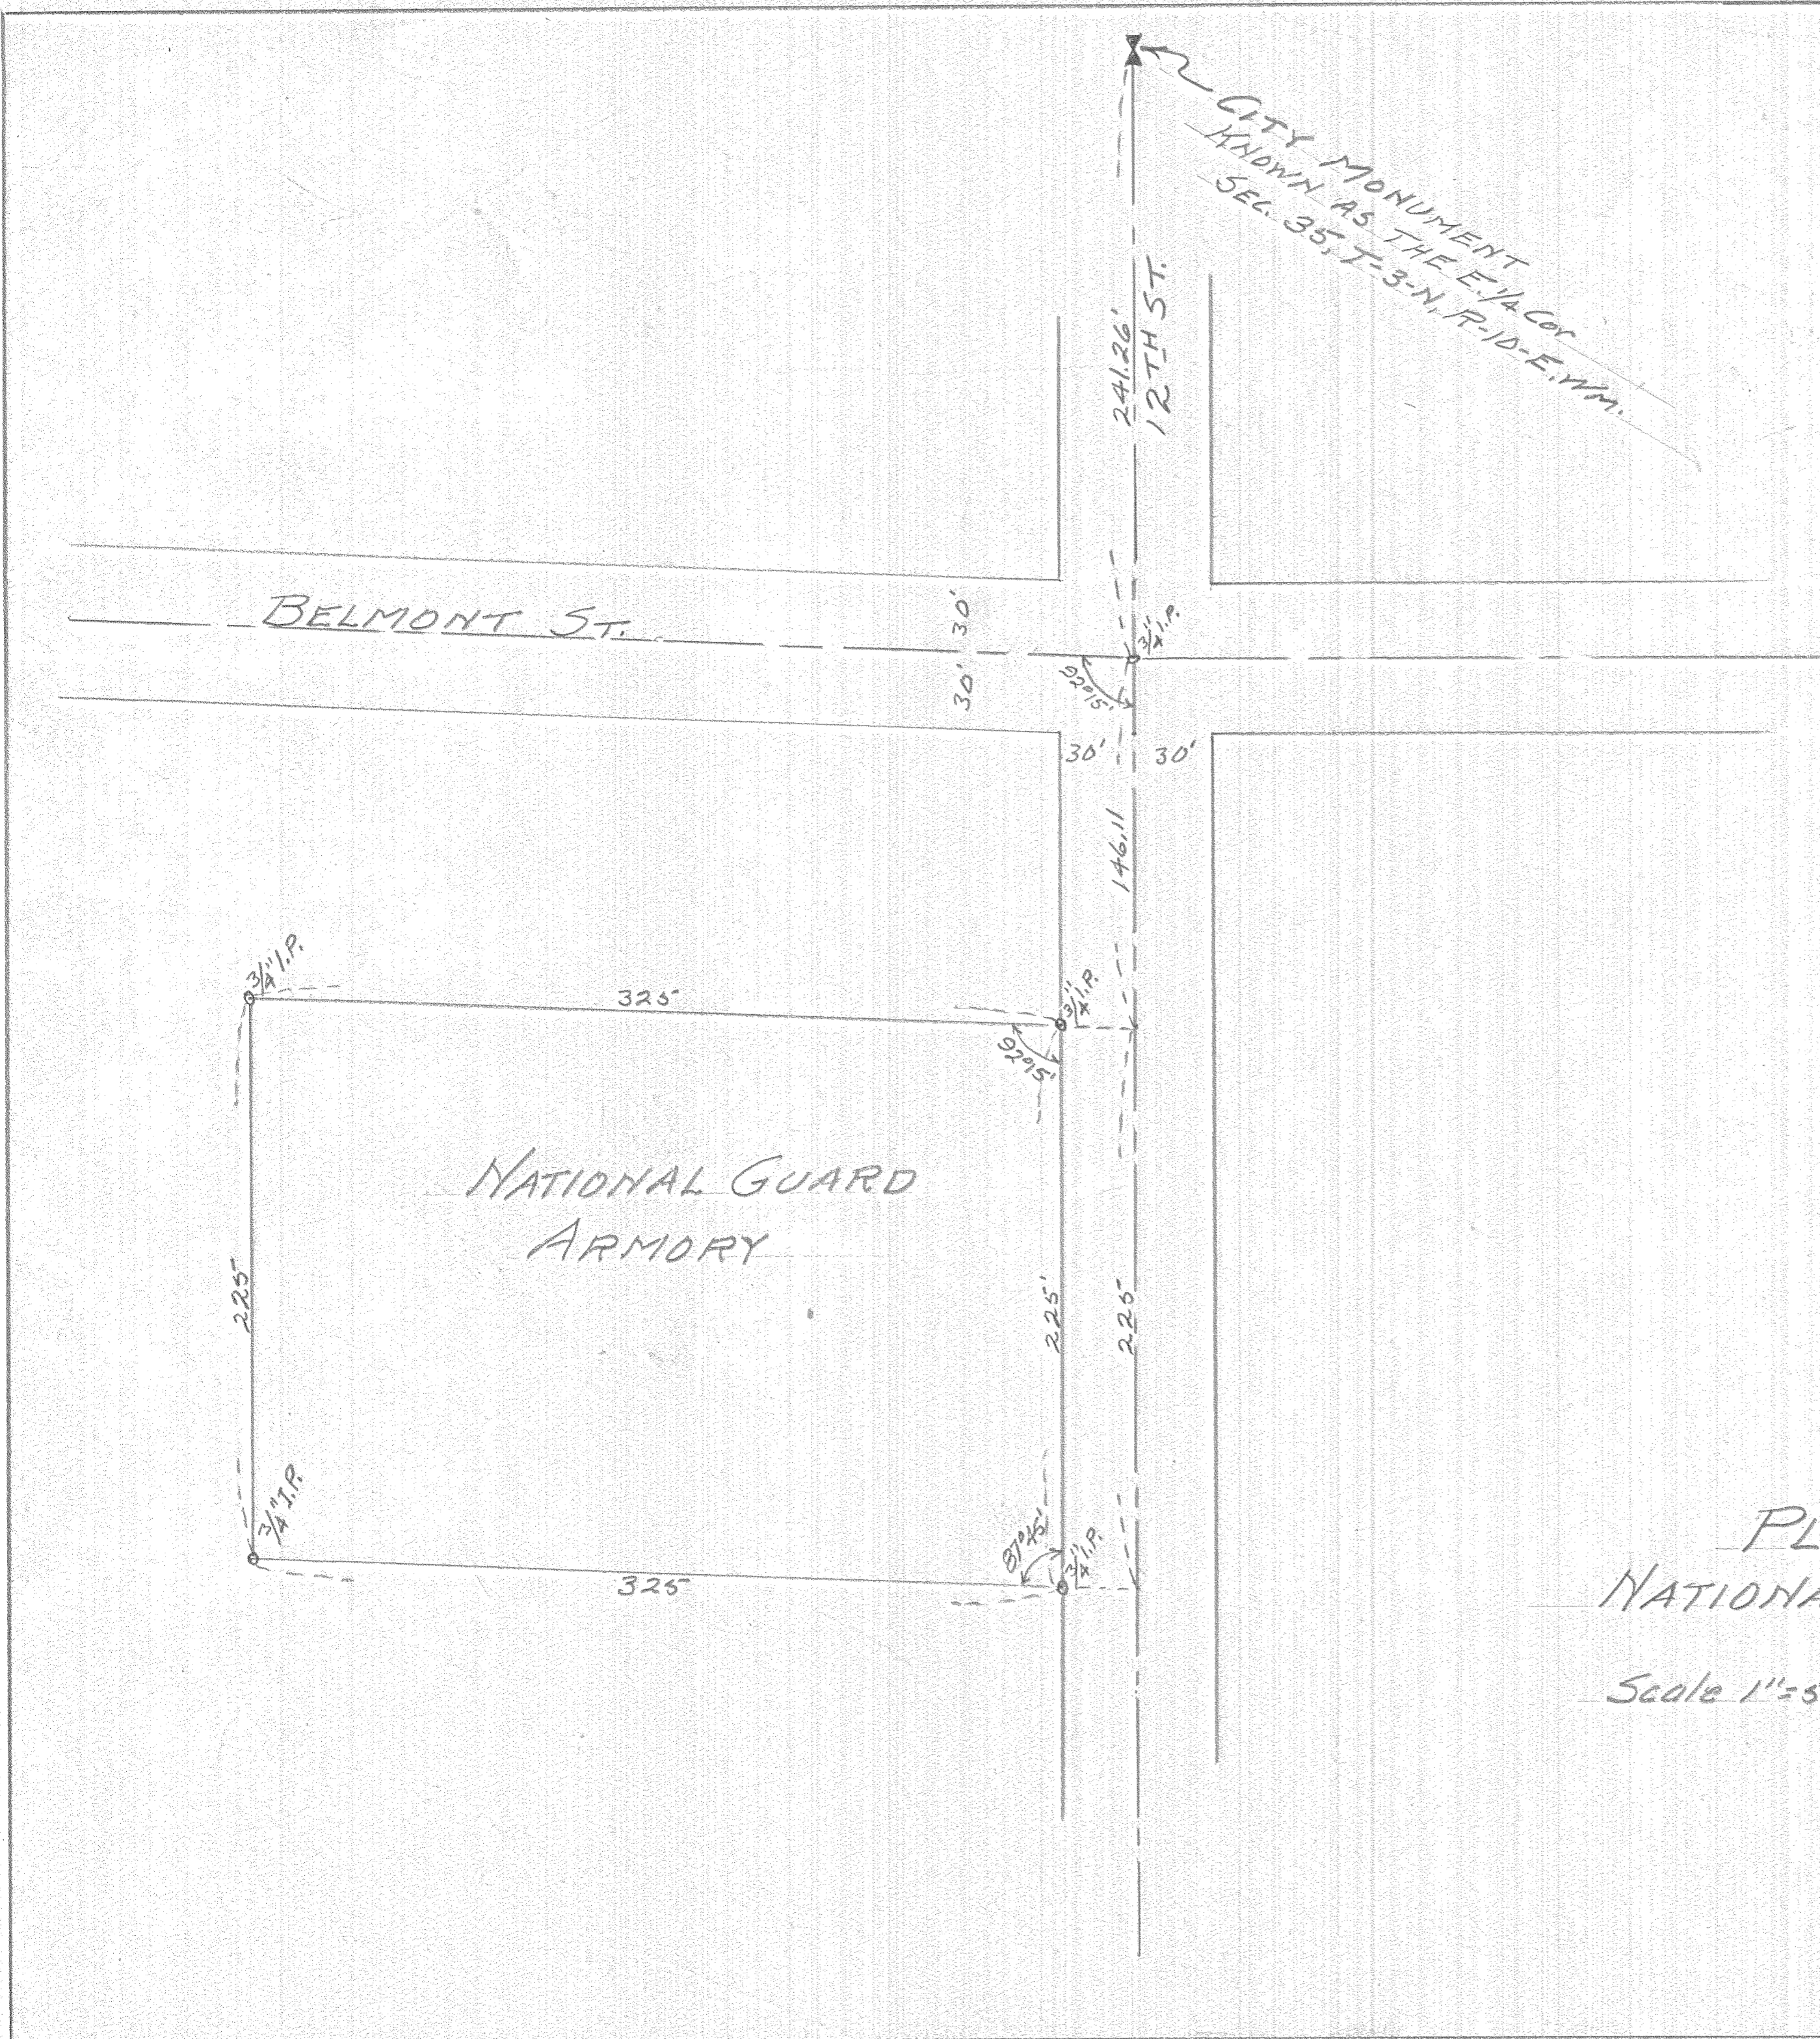 CITY MONUMENT
KNOWN AS THE E. 1/4 Cor
SEC. 35, T-3-N, R-10-E, WM.
241.26'
12TH ST.
BELMONT ST.
30'
30'
3/4" I.P.
92°15'
30'
30'
146.11
3/4" I.P.
325
3/4" I.P.
92°15'
NATIONAL GUARD
ARMORY
225
225'
225
3/4" I.P.
87°45'
3/4" I.P.
325
PL
NATIONA
Scale 1"=5